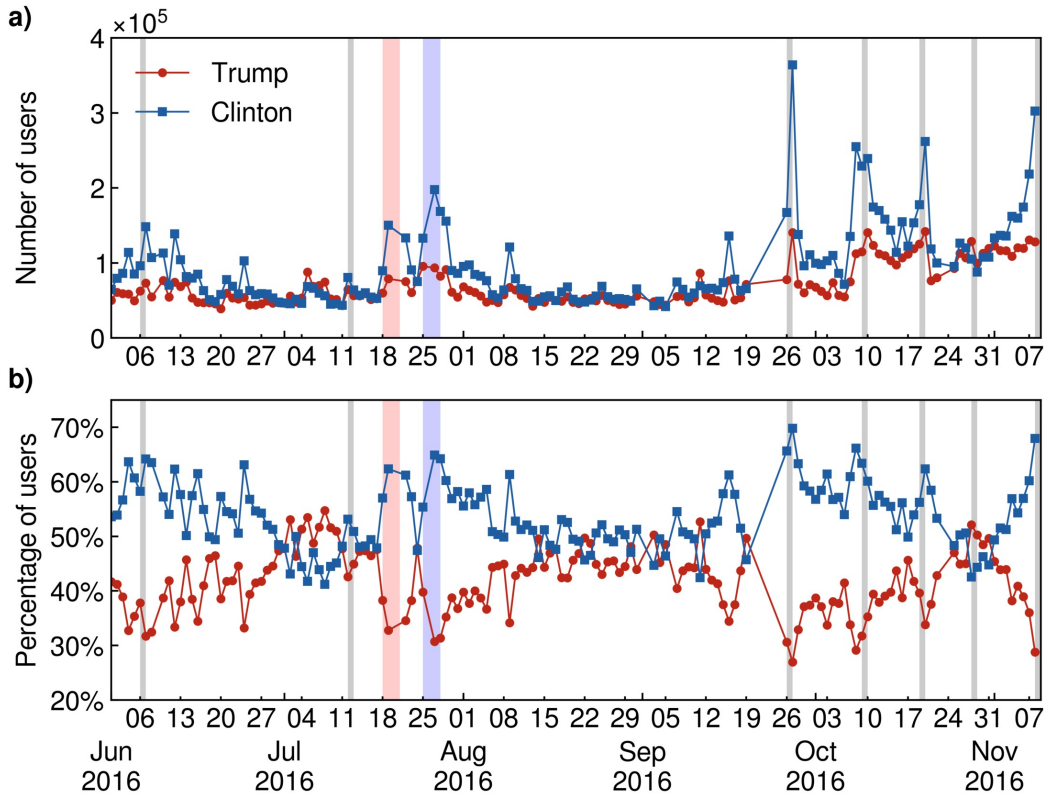 a)
×10⁵
4
3
2
1
0
Number of users
Trump
Clinton
06 13 20 27 04 11 18 25 01 08 15 22 29 05 12 19 26 03 10 17 24 31 07
b)
70%
60%
50%
40%
30%
20%
Percentage of users
06 13 20 27 04 11 18 25 01 08 15 22 29 05 12 19 26 03 10 17 24 31 07
Jun Jul Aug Sep Oct Nov
2016 2016 2016 2016 2016 2016